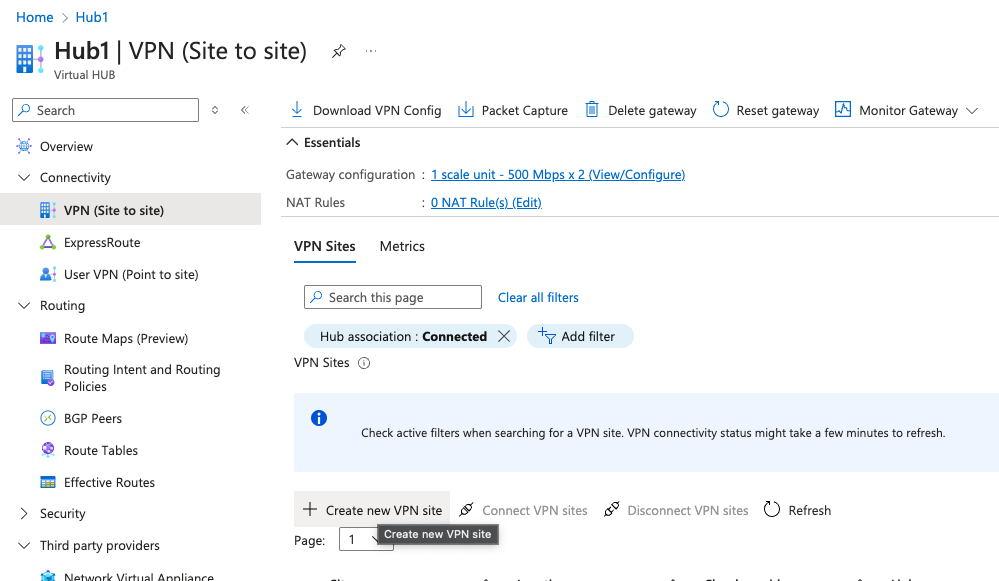 Home > Hub1
Hub1 | VPN (Site to site)
Virtual HUB
Search
Overview
Connectivity
VPN (Site to site)
ExpressRoute
User VPN (Point to site)
Routing
Route Maps (Preview)
Routing Intent and Routing
Policies
BGP Peers
Route Tables
Effective Routes
Security
Third party providers
Network Virtual Appliance
Download VPN Config Packet Capture Delete gateway Reset gateway Monitor Gateway
Essentials
Gateway configuration : 1 scale unit - 500 Mbps x 2 (View/Configure)
NAT Rules : 0 NAT Rule(s) (Edit)
VPN Sites Metrics
Search this page Clear all filters
Hub association : Connected Add filter
VPN Sites
Check active filters when searching for a VPN site. VPN connectivity status might take a few minutes to refresh.
Create new VPN site Connect VPN sites Disconnect VPN sites Refresh
Create new VPN site
Page: 1